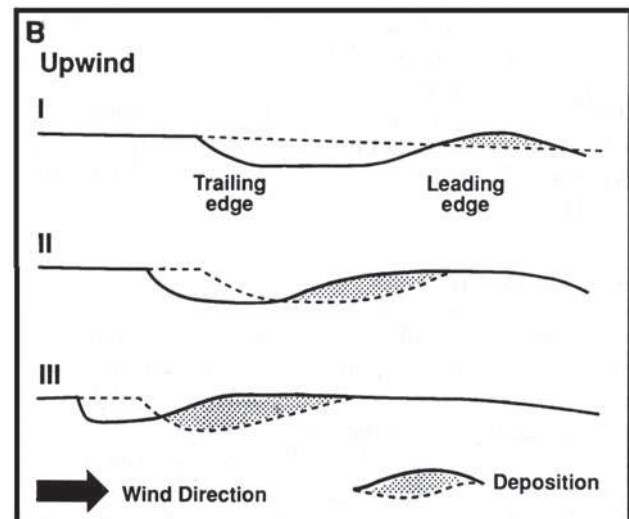 B
Upwind
I
Trailing
edge
Leading
edge
II
III
Wind Direction
Deposition